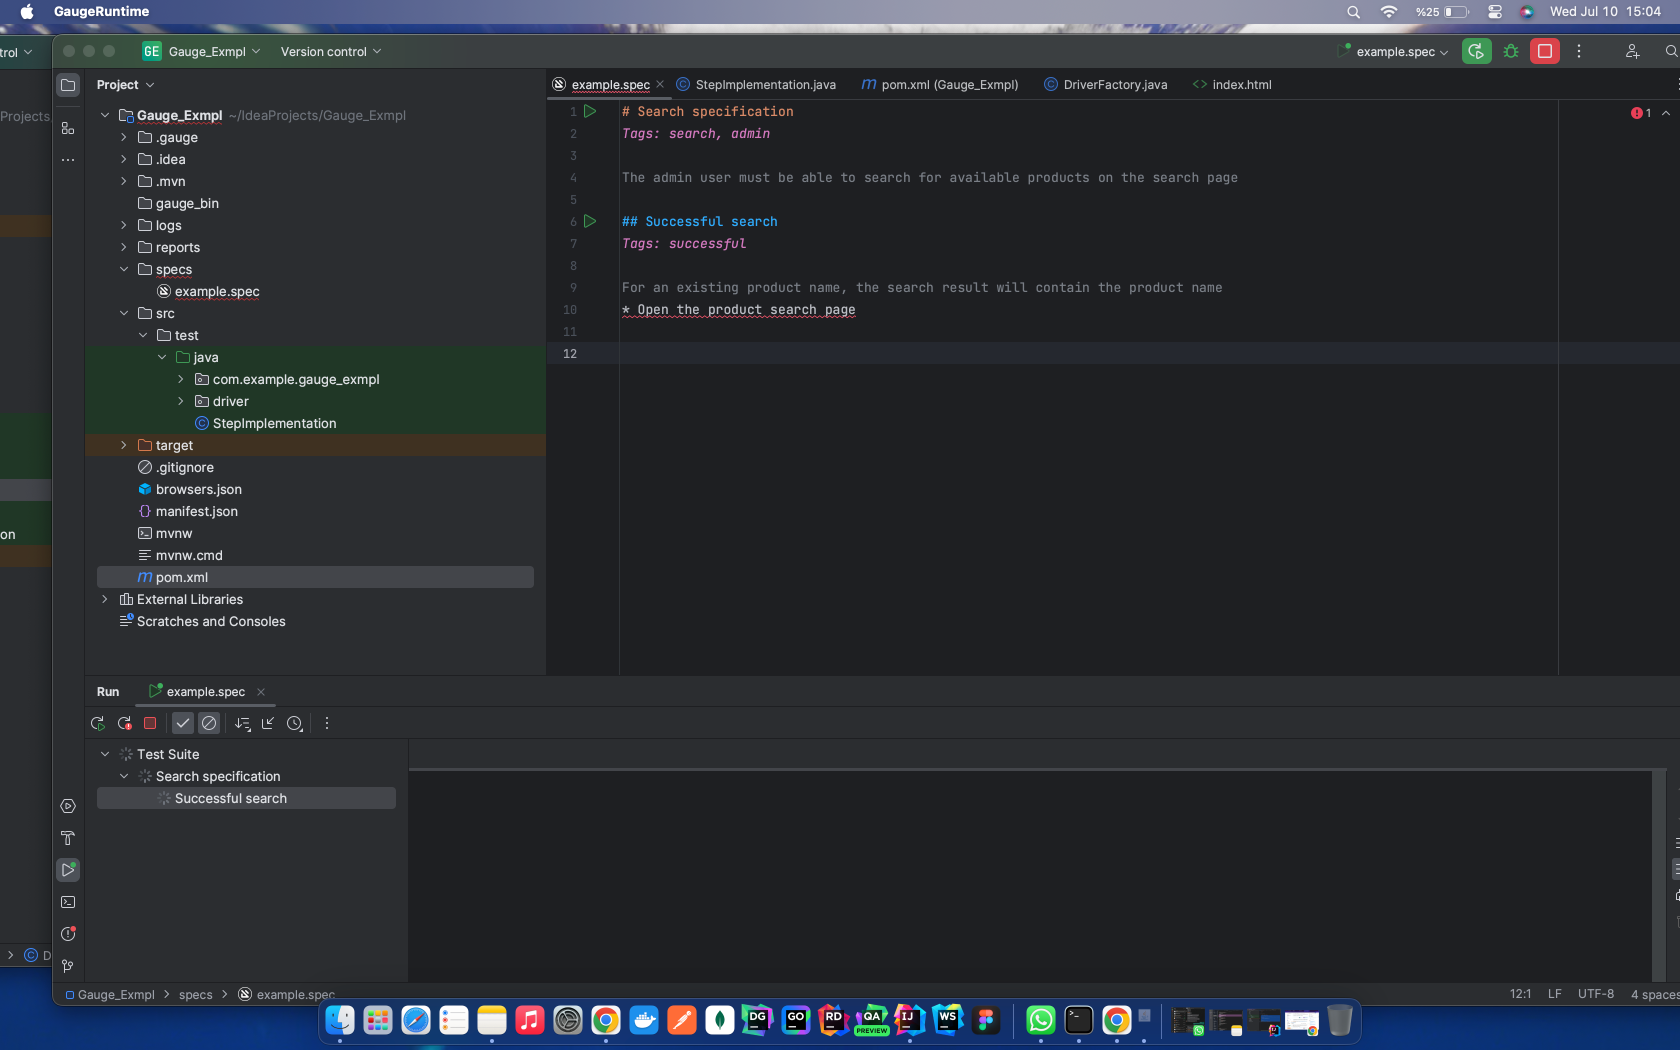 GaugeRuntime
%25
Wed Jul 10 15:04
trol
GE Gauge_Exmpl
Version control
example.spec
Project
example.spec
StepImplementation.java
m pom.xml (Gauge_Exmpl)
DriverFactory.java
<> index.html
Projects
Gauge_Exmpl ~/IdeaProjects/Gauge_Exmpl
.gauge
.idea
.mvn
gauge_bin
logs
reports
specs
example.spec
src
test
java
com.example.gauge_exmpl
driver
StepImplementation
target
.gitignore
browsers.json
manifest.json
mvnw
mvnw.cmd
m pom.xml
External Libraries
Scratches and Consoles
on
1 # Search specification
2 Tags: search, admin
3
4 The admin user must be able to search for available products on the search page
5
6 ## Successful search
7 Tags: successful
8
9 For an existing product name, the search result will contain the product name
10 * Open the product search page
11
12
1
Run
example.spec
Test Suite
Search specification
Successful search
D
Gauge_Exmpl > specs > example.spec
12:1 LF UTF-8 4 spaces
DG
GO
RD
QA
PREVIEW
IJ
WS